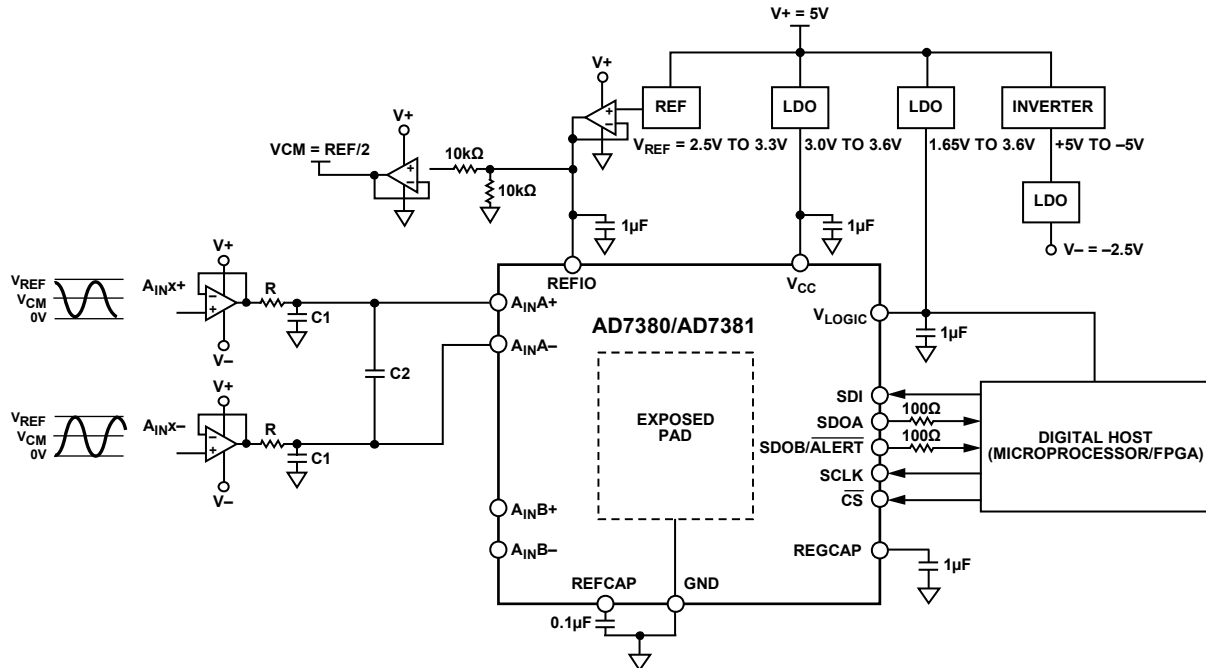 V+ = 5V
V+
REF
LDO
LDO
INVERTER
V+
VCM = REF/2
VREF = 2.5V TO 3.3V
3.0V TO 3.6V
1.65V TO 3.6V
+5V TO –5V
10kΩ
10kΩ
LDO
1µF
1µF
V– = –2.5V
REFIO
VCC
V+
VREF
VCM
0V
AINx+
R
C1
V–
AINA+
AD7380/AD7381
VLOGIC
1µF
AINA–
C2
EXPOSED
PAD
V+
VREF
VCM
0V
AINx–
R
C1
V–
SDI
SDOA
100Ω
SDOB/ALERT
100Ω
SCLK
CS
DIGITAL HOST
(MICROPROCESSOR/FPGA)
AINB+
AINB–
REGCAP
1µF
REFCAP
GND
0.1µF